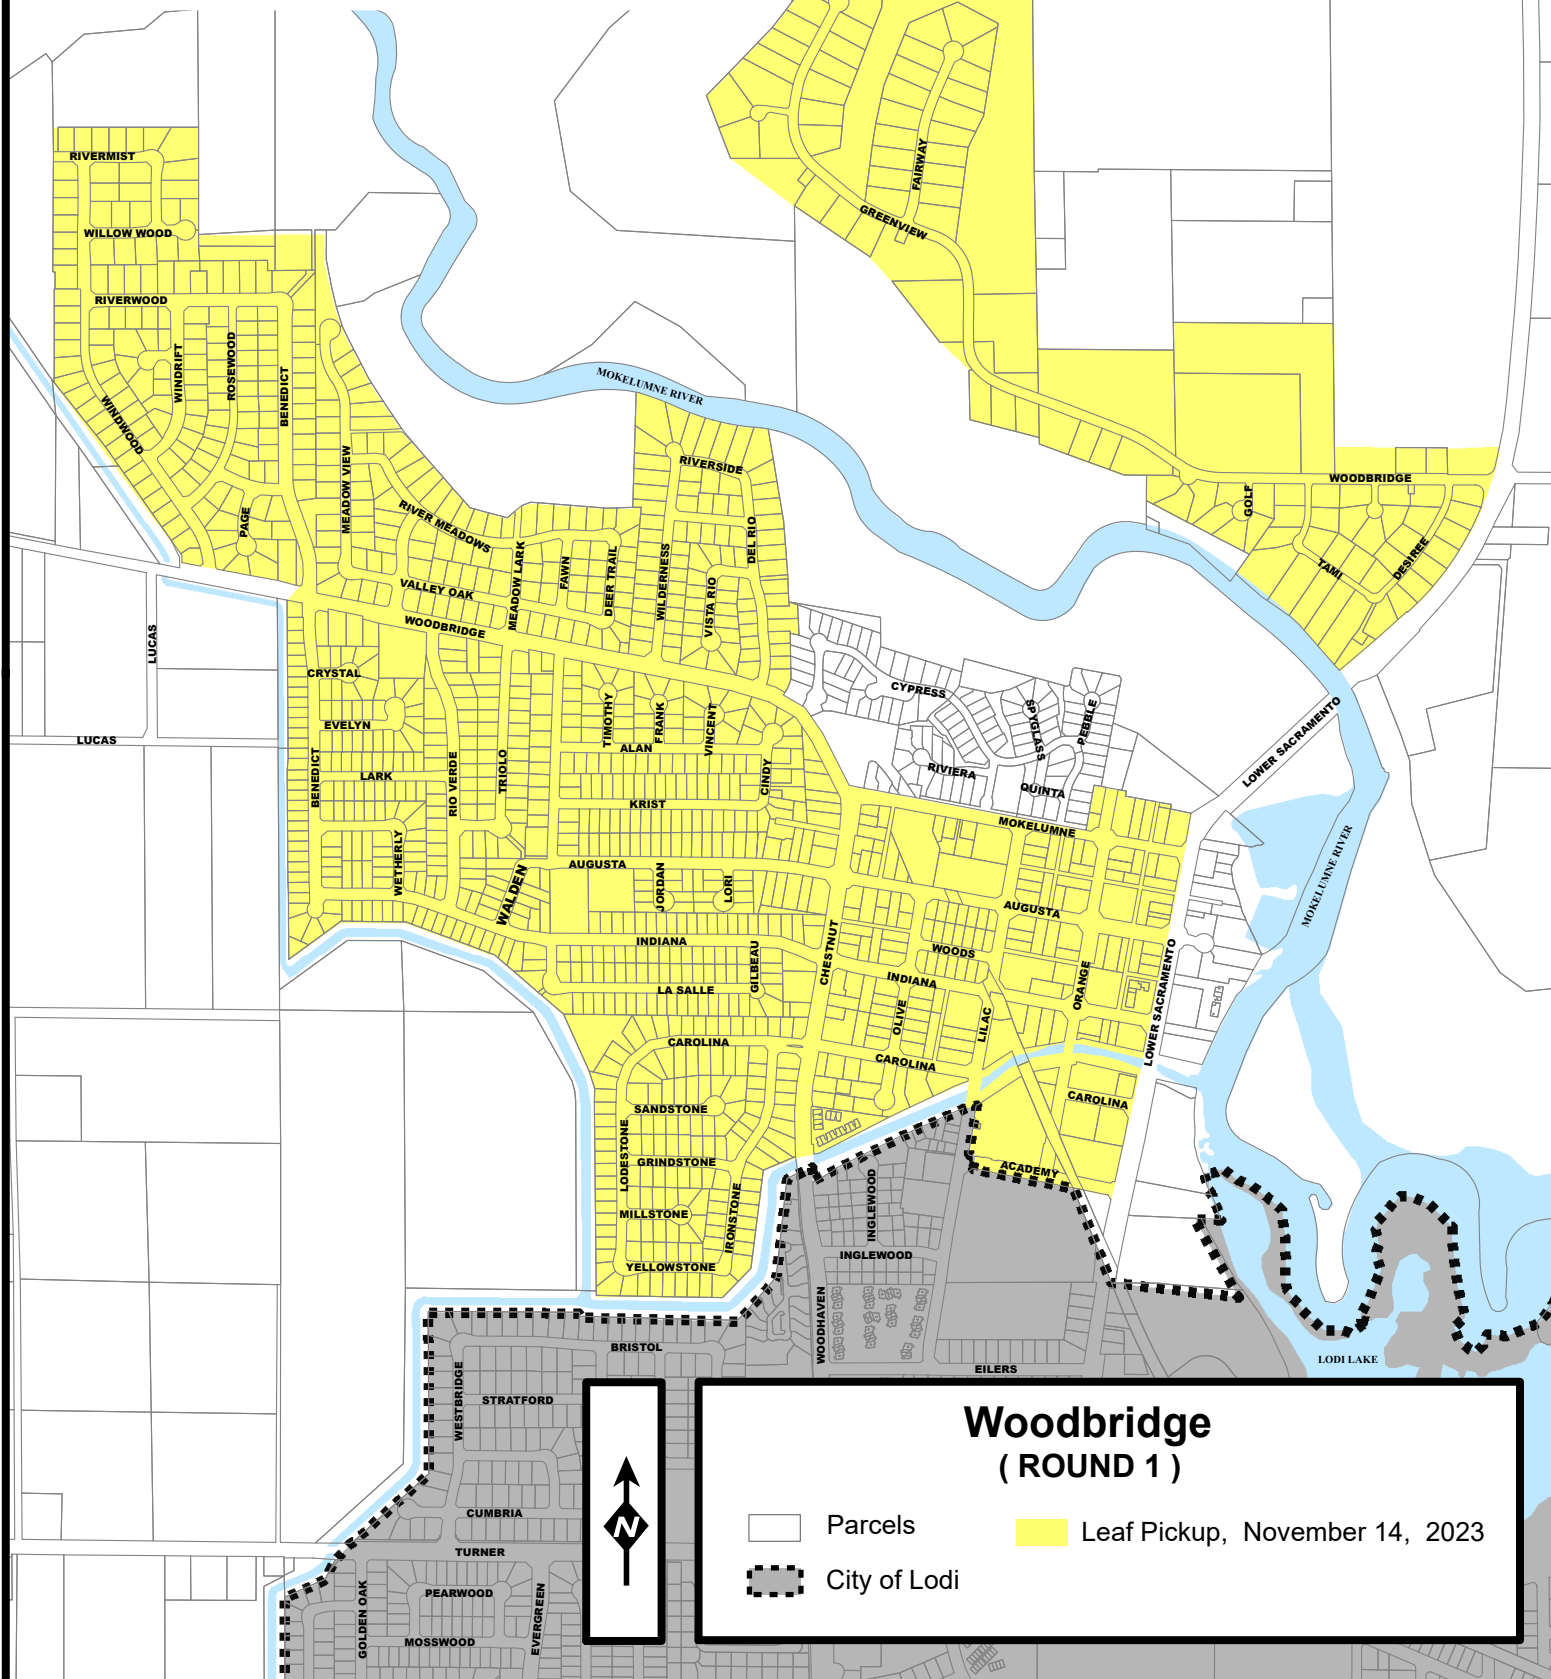 RIVERMIST
FAIRWAY
GREENVIEW
WILLOW WOOD
RIVERWOOD
WINDRIFT
ROSEWOOD
BENEDICT
WINDWOOD
MOKELUMNE RIVER
MEADOW VIEW
RIVERSIDE
WOODBRIDGE
GOLF
PAGE
RIVER MEADOWS
DEL RIO
MEADOW LARK
FAWN
DEER TRAIL
WILDERNESS
TAMI
DESIREE
VALLEY OAK
VISTA RIO
WOODBRIDGE
LUCAS
CRYSTAL
CYPRESS
EVELYN
TIMOTHY
FRANK
VINCENT
SPYGLASS
PEBBLE
LOWER SACRAMENTO
LUCAS
ALAN
BENEDICT
LARK
RIO VERDE
TRIOLO
CINDY
RIVIERA
QUINTA
KRIST
MOKELUMNE
WETHERLY
AUGUSTA
WALDEN
JORDAN
LORI
AUGUSTA
MOKELUMNE RIVER
INDIANA
CHESTNUT
WOODS
GILBEAU
LA SALLE
INDIANA
ORANGE
LOWER SACRAMENTO
OLIVE
LILAC
CAROLINA
CAROLINA
CAROLINA
SANDSTONE
LODESTONE
GRINDSTONE
ACADEMY
INGLEWOOD
MILLSTONE
IRONSTONE
INGLEWOOD
YELLOWSTONE
WOODHAVEN
BRISTOL
EILERS
LODI LAKE
WESTBRIDGE
STRATFORD
CUMBRIA
TURNER
GOLDEN OAK
PEARWOOD
EVERGREEN
MOSSWOOD
N
Woodbridge
( ROUND 1 )
Parcels
Leaf Pickup, November 14, 2023
City of Lodi